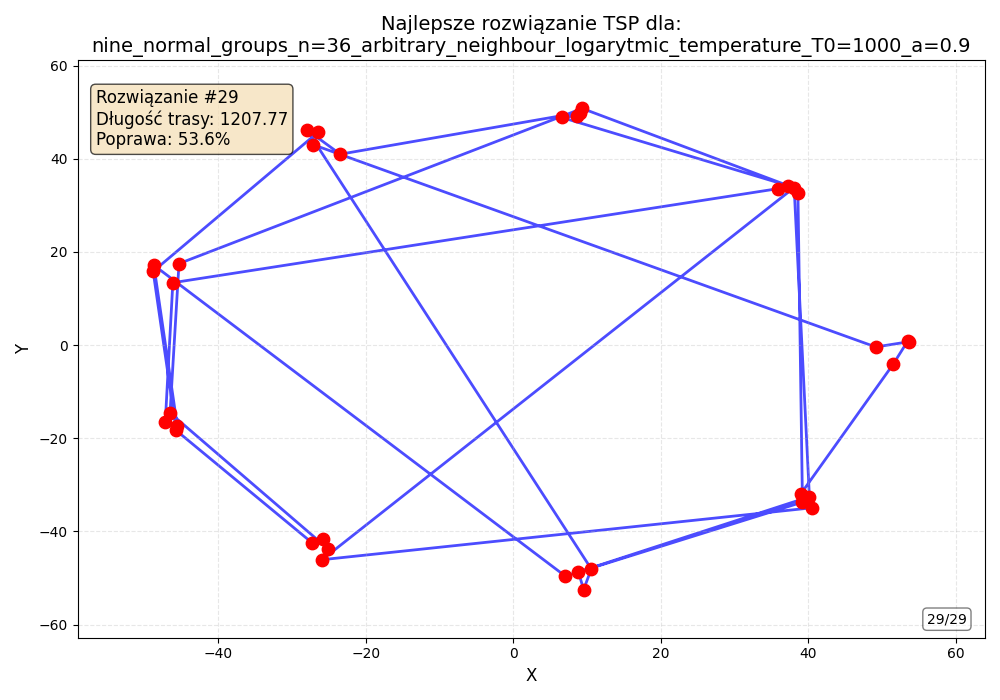 Najlepsze rozwiązanie TSP dla:
nine_normal_groups_n=36_arbitrary_neighbour_logarytmic_temperature_T0=1000_a=0.9
Rozwiązanie #29
Długość trasy: 1207.77
Poprawa: 53.6%
60
40
20
0
−20
−40
−60
Y
29/29
−40
−20
0
20
40
60
X